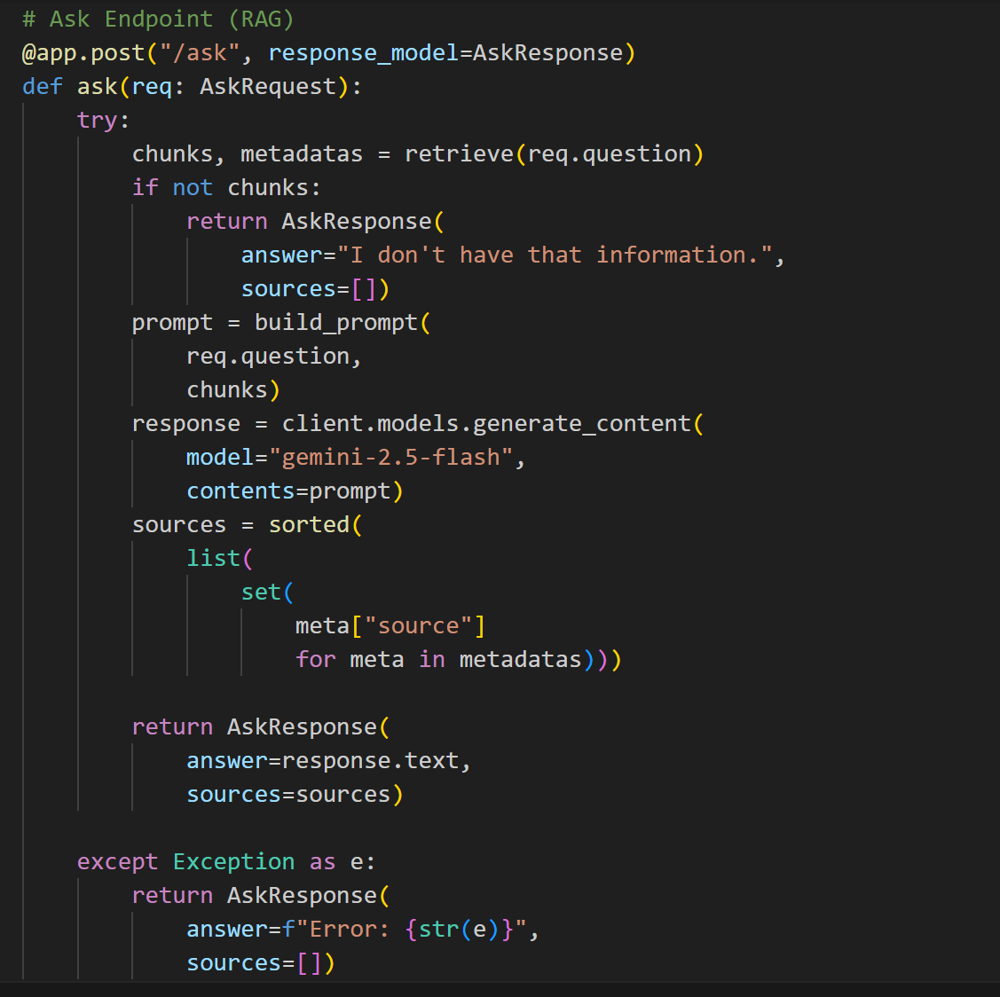 # Ask Endpoint (RAG)
@app.post("/ask", response_model=AskResponse)
def ask(req: AskRequest):
    try:
        chunks, metadatas = retrieve(req.question)
        if not chunks:
            return AskResponse(
                answer="I don't have that information.",
                sources=[])
        prompt = build_prompt(
            req.question,
            chunks)
        response = client.models.generate_content(
            model="gemini-2.5-flash",
            contents=prompt)
        sources = sorted(
            list(
                set(
                    meta["source"]
                    for meta in metadatas)))

        return AskResponse(
            answer=response.text,
            sources=sources)

    except Exception as e:
        return AskResponse(
            answer=f"Error: {str(e)}",
            sources=[])